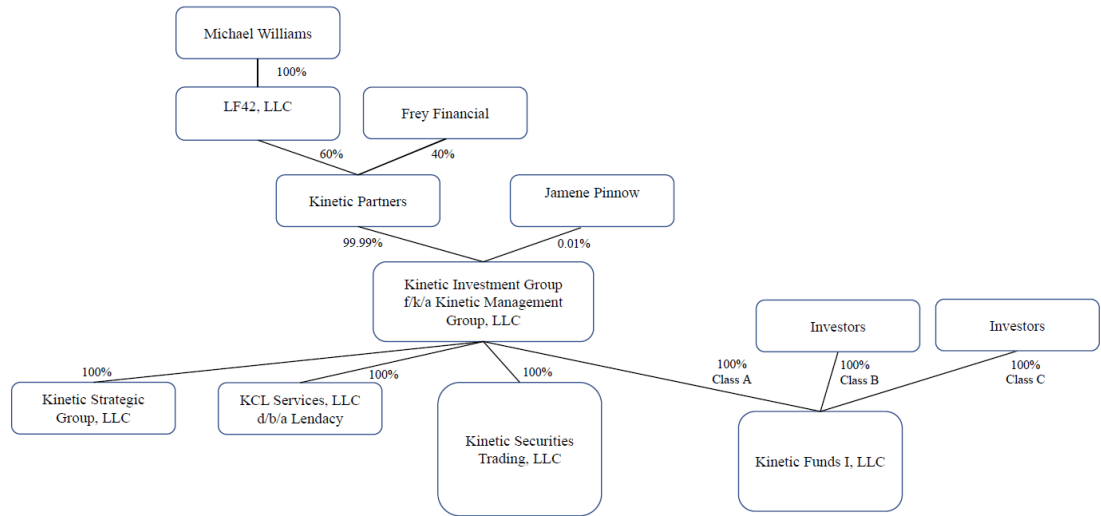 Michael Williams
100%
LF42, LLC
Frey Financial
60%
40%
Kinetic Partners
Jamene Pinnow
99.99%
0.01%
Kinetic Investment Group
f/k/a Kinetic Management
Group, LLC
Investors
Investors
100%
100%
100%
100%
Class A
100%
Class B
100%
Class C
Kinetic Strategic
Group, LLC
KCL Services, LLC
d/b/a Lendacy
Kinetic Securities
Trading, LLC
Kinetic Funds I, LLC